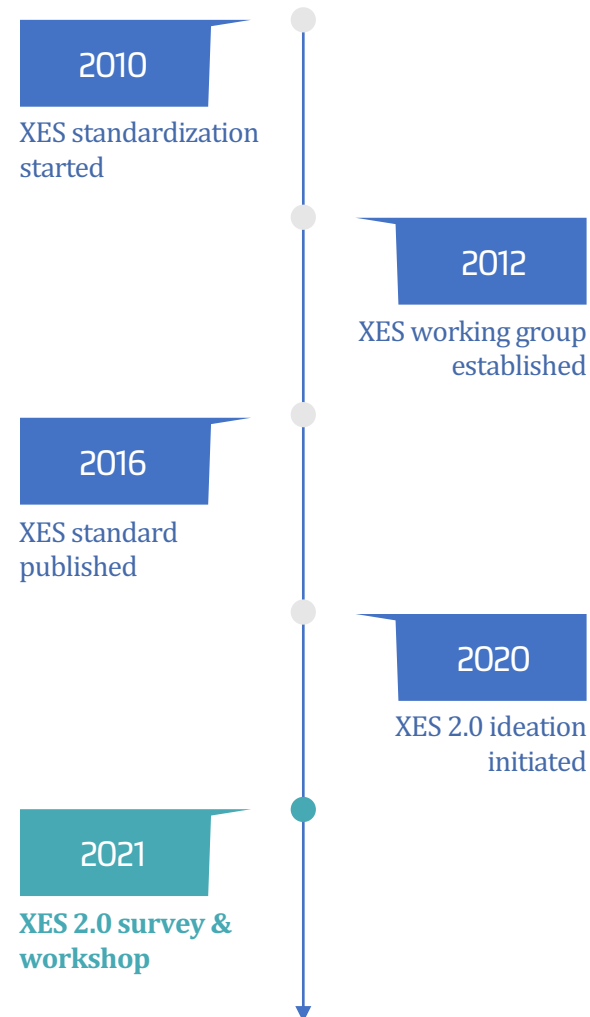 2010
XES standardization
started
2012
XES working group
established
2016
XES standard
published
2020
XES 2.0 ideation
initiated
2021
XES 2.0 survey &
workshop